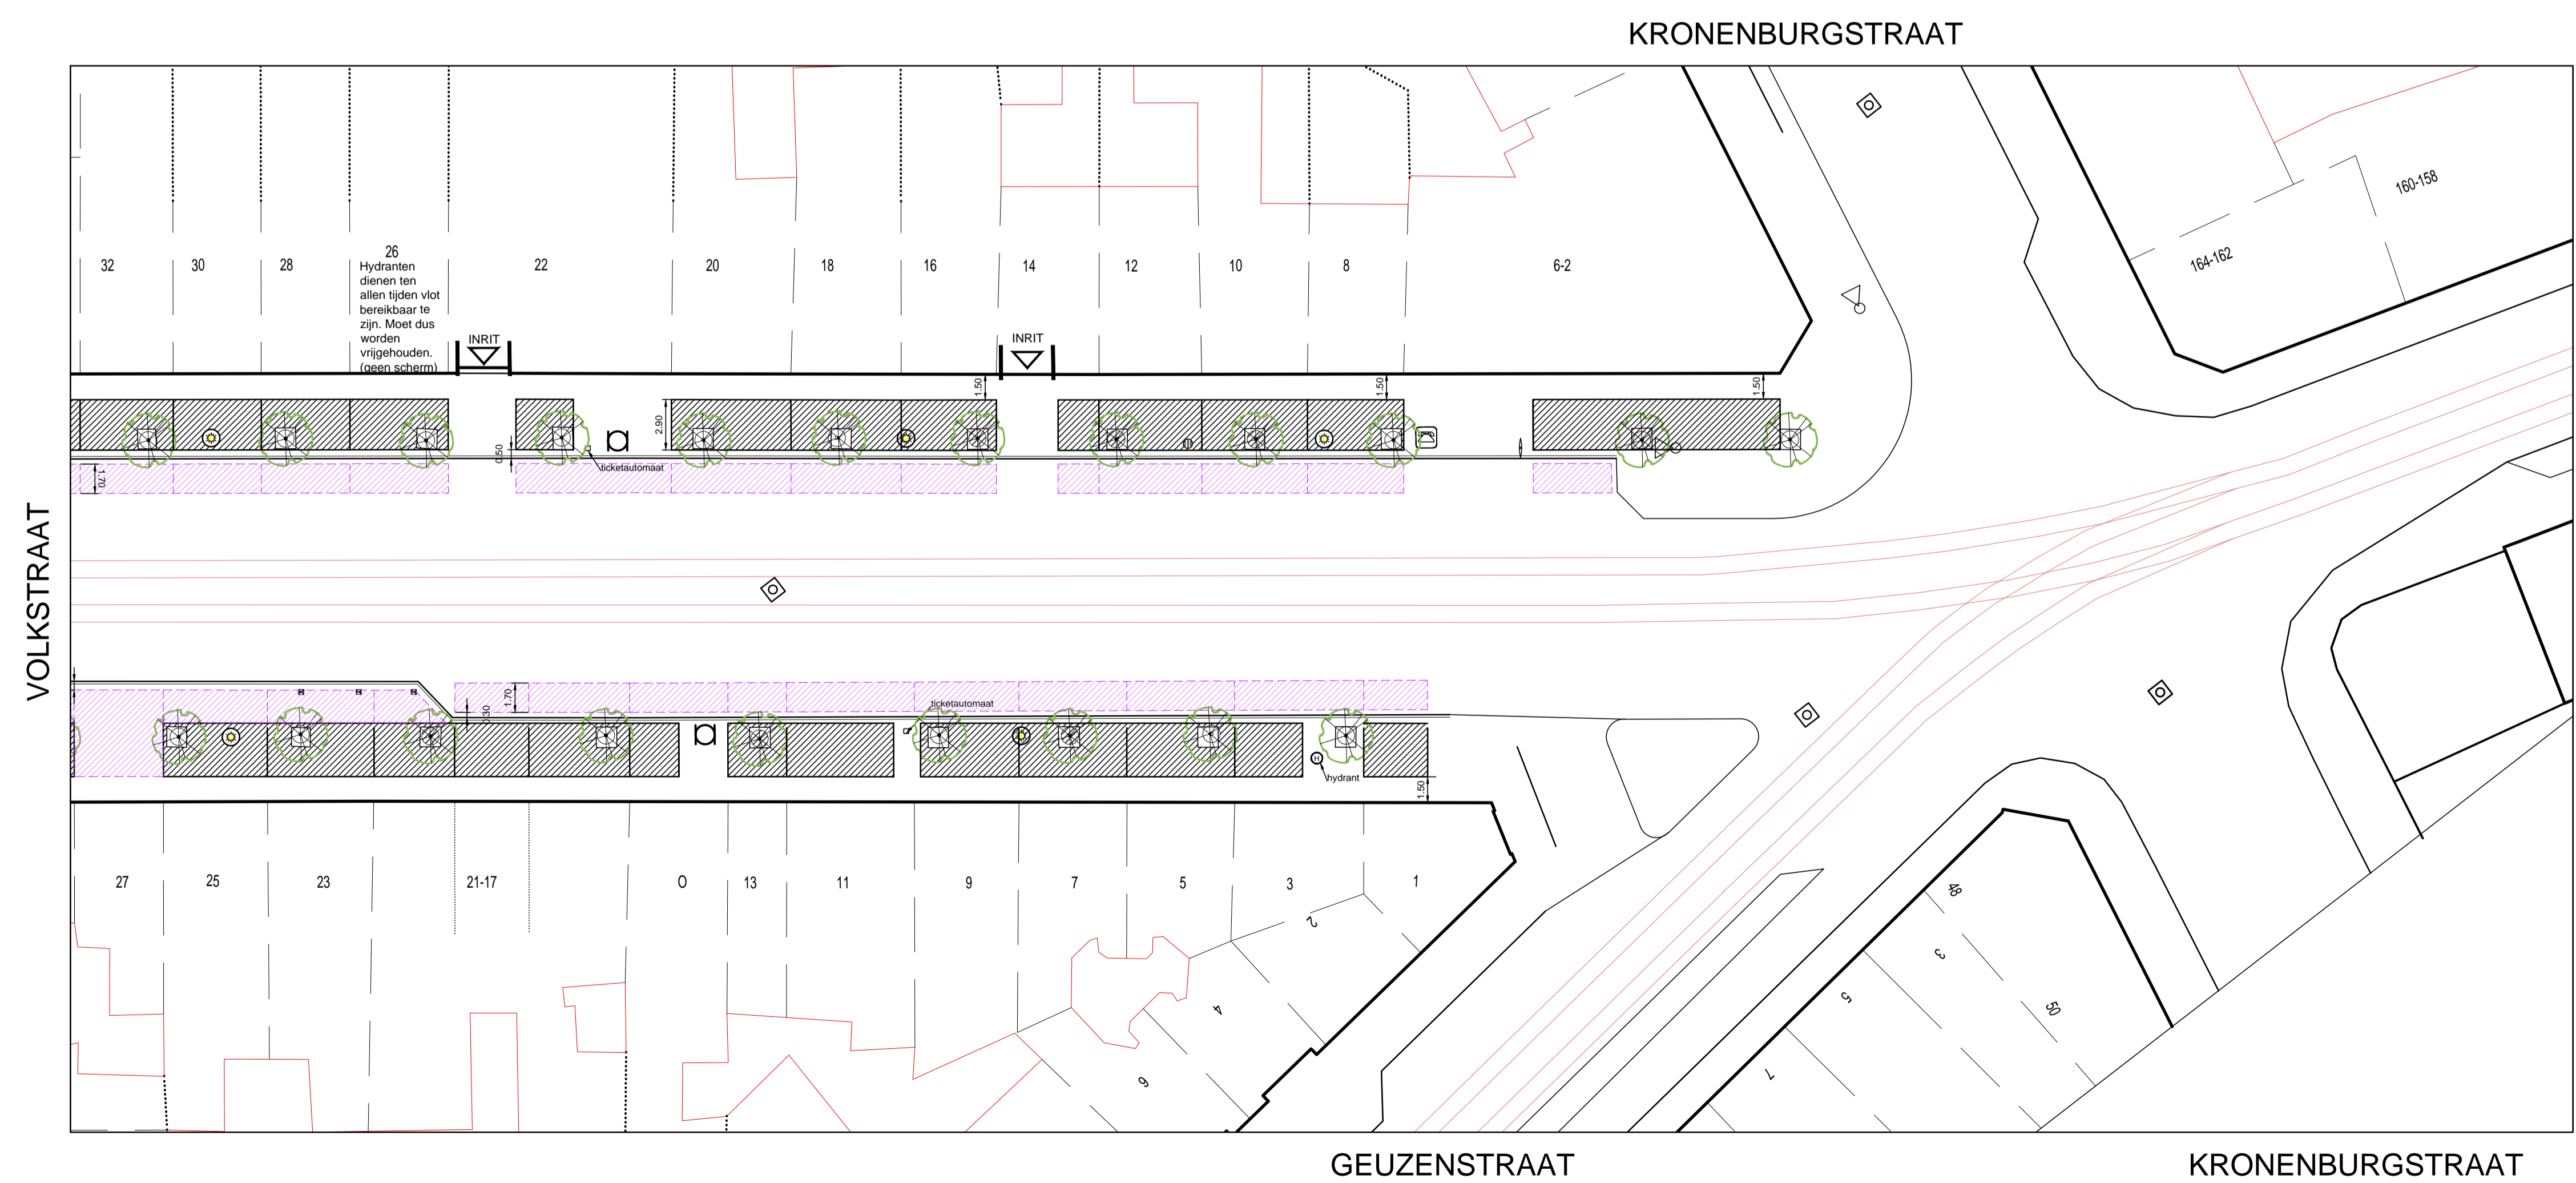 KRONENBURGSTRAAT
160-158
164-162
32 30 28 26 22 20 18 16 14 12 10 8 6-2
Hydranten
dienen ten
allen tijden vlot
bereikbaar te
zijn. Moet dus
worden
vrijgehouden.
(geen scherm)
INRIT
INRIT
1.50
1.50
1.50
2.90
0.50
ticketautomaat
1.70
VOLKSTRAAT
1.70
0.30
ticketautomaat
H
hydrant
1.50
27 25 23 21-17 O 13 11 9 7 5 3 1
2
4
6
48
3
50
5
7
GEUZENSTRAAT
KRONENBURGSTRAAT